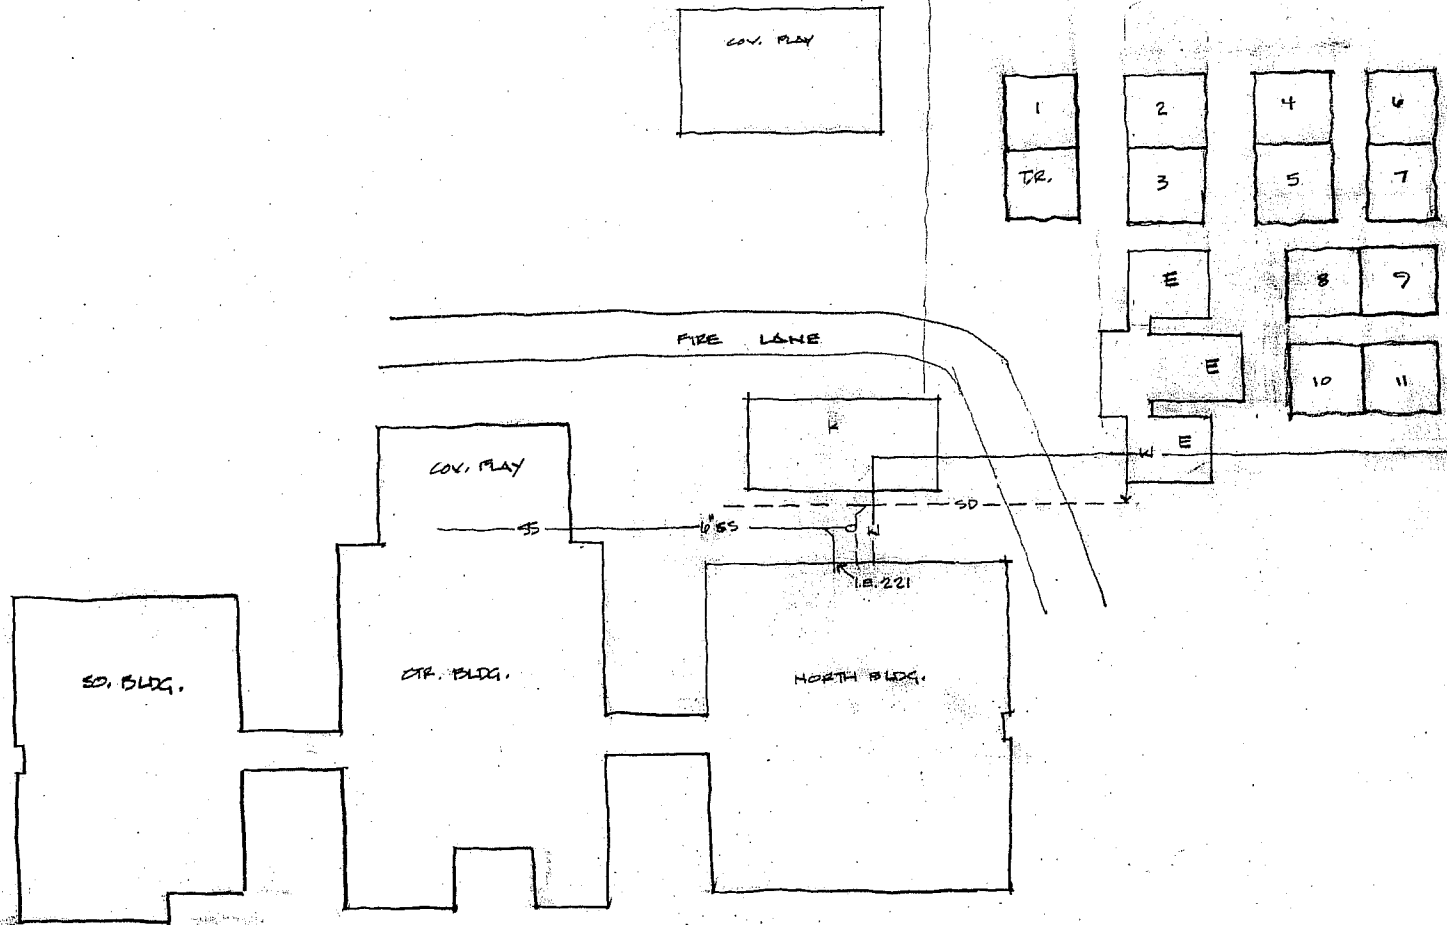 COV. PLAY
1
2
4
6
T.R.
3
5
7
E
8
9
FIRE LANE
E
10
11
E
W
COV. PLAY
SD
SS
6" SS
W
I.E. 221
SO. BLDG.
CTR. BLDG.
NORTH BLDG.